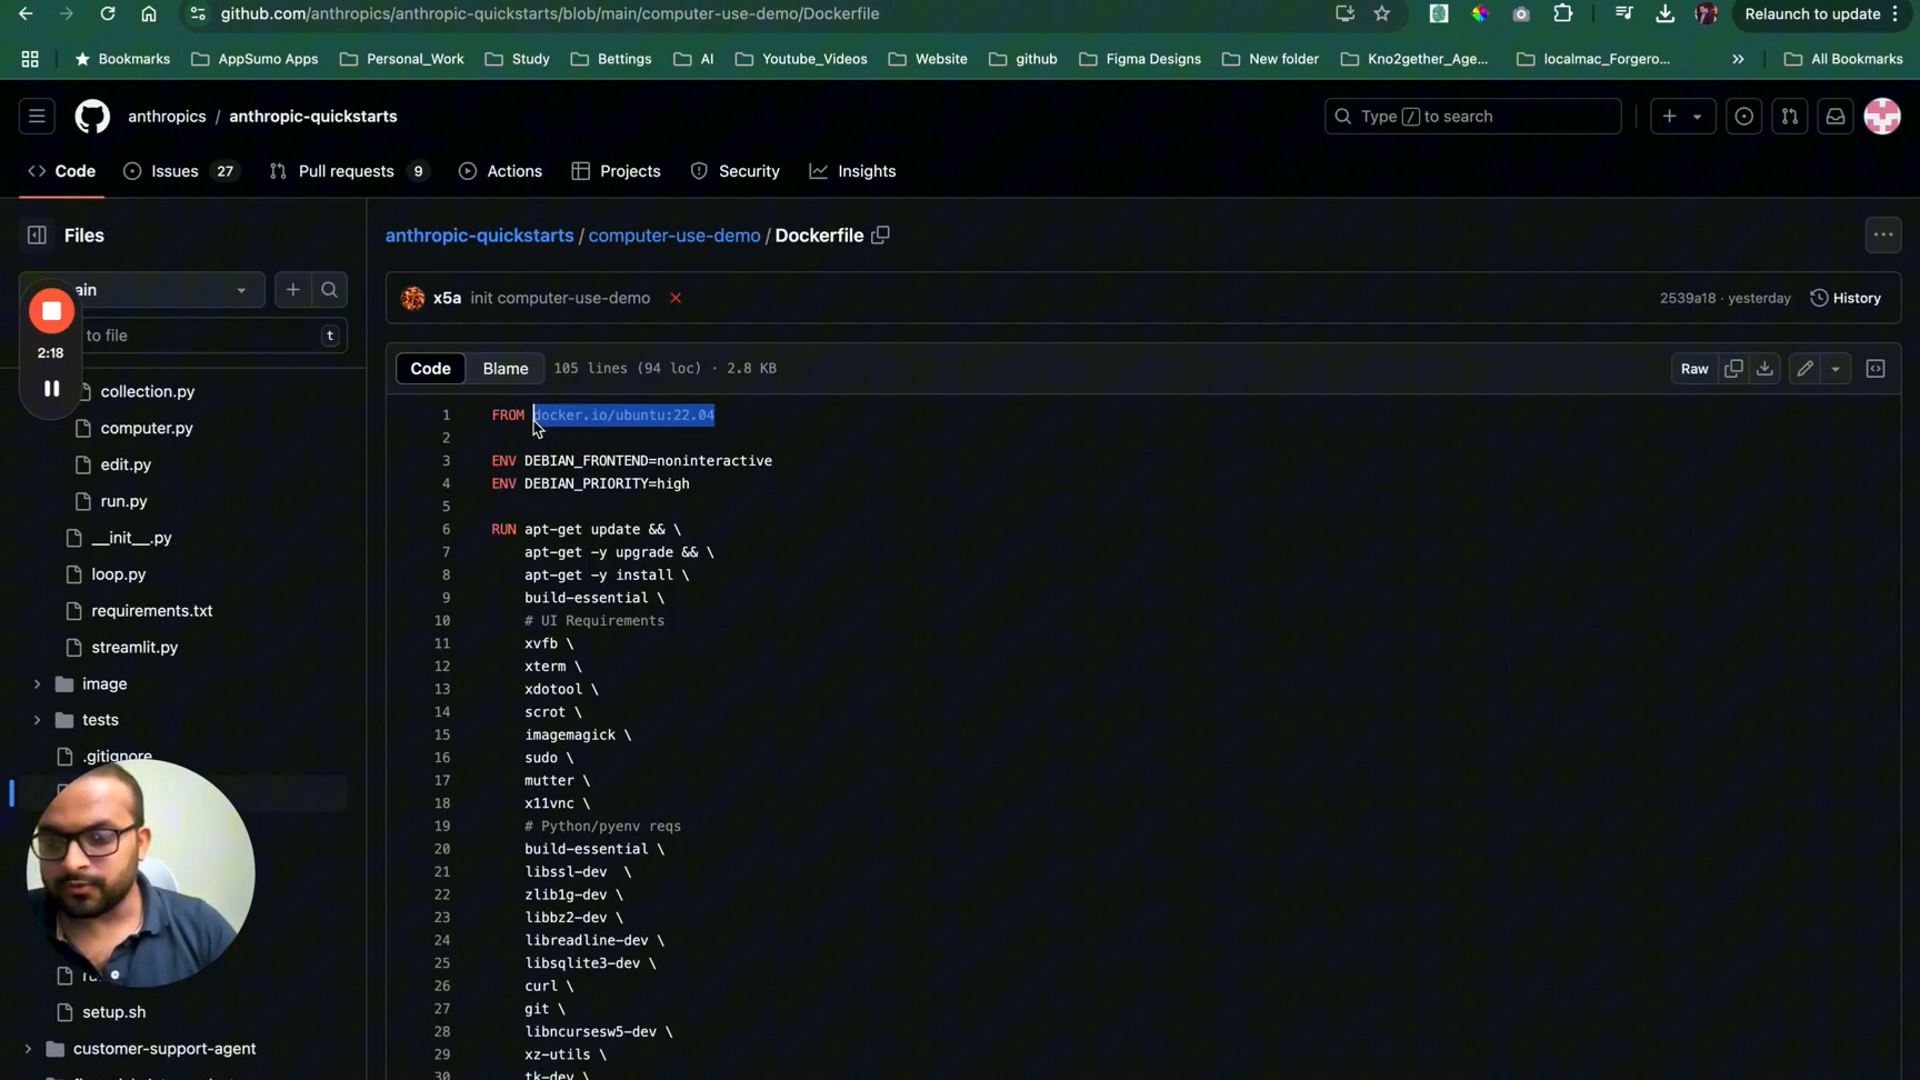 github.com/anthropics/anthropic-quickstarts/blob/main/computer-use-demo/Dockerfile
Relaunch to update
Bookmarks
AppSumo Apps
Personal_Work
Study
Bettings
AI
Youtube_Videos
Website
github
Figma Designs
New folder
Kno2gether_Age...
localmac_Forgero...
»
All Bookmarks
anthropics / anthropic-quickstarts
Type / to search
Code
Issues 27
Pull requests 9
Actions
Projects
Security
Insights
Files
ain
to file
t
2:18
collection.py
computer.py
edit.py
run.py
__init__.py
loop.py
requirements.txt
streamlit.py
image
tests
.gitignore
setup.sh
customer-support-agent
anthropic-quickstarts / computer-use-demo / Dockerfile
x5a init computer-use-demo
2539a18 · yesterday
History
Code
Blame
105 lines (94 loc) · 2.8 KB
Raw
1 FROM docker.io/ubuntu:22.04
2
3 ENV DEBIAN_FRONTEND=noninteractive
4 ENV DEBIAN_PRIORITY=high
5
6 RUN apt-get update && \
7 apt-get -y upgrade && \
8 apt-get -y install \
9 build-essential \
10 # UI Requirements
11 xvfb \
12 xterm \
13 xdotool \
14 scrot \
15 imagemagick \
16 sudo \
17 mutter \
18 x11vnc \
19 # Python/pyenv reqs
20 build-essential \
21 libssl-dev  \
22 zlib1g-dev \
23 libbz2-dev \
24 libreadline-dev \
25 libsqlite3-dev \
26 curl \
27 git \
28 libncursesw5-dev \
29 xz-utils \
30 tk-dev \